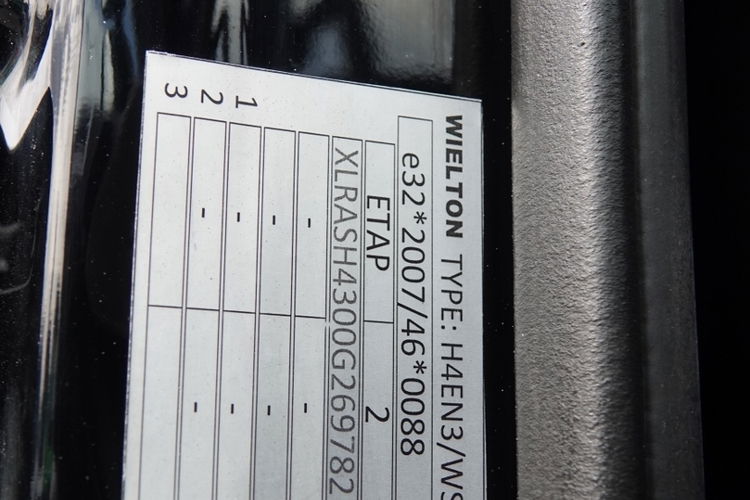 WIELTON TYPE: H4EN3/WS
e32*2007/46*0088
ETAP 2
XLRASH4300G269782
- -
- -
1 - -
2 - -
3